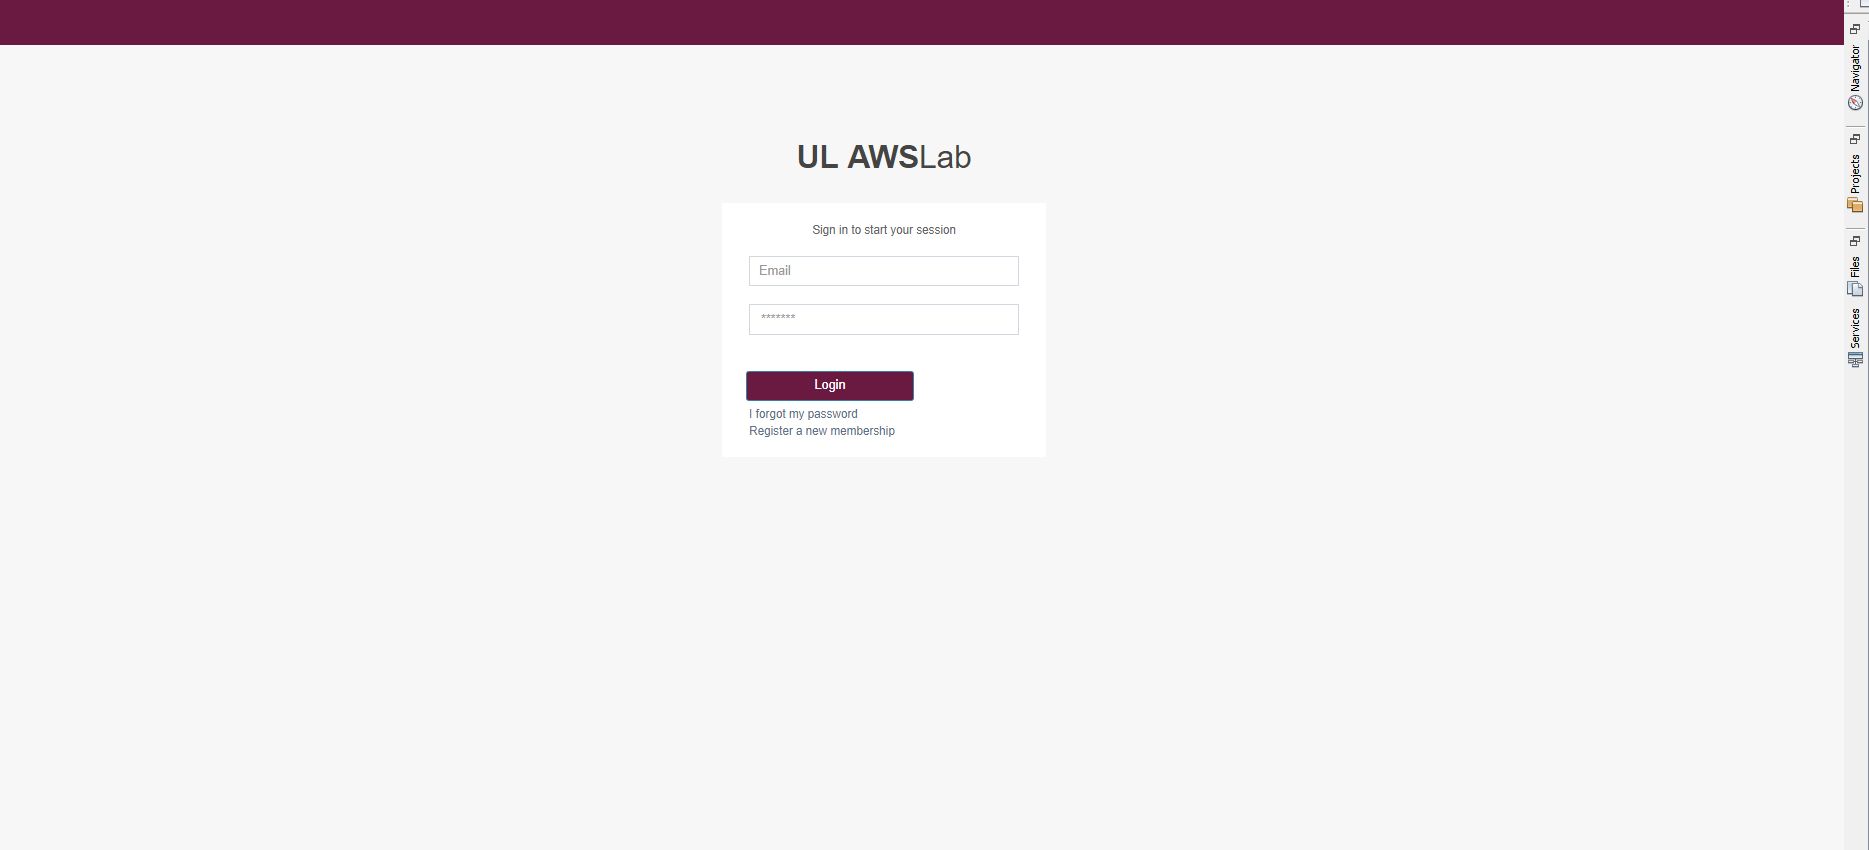 UL AWSLab
Sign in to start your session
Email
*******
Login
I forgot my password
Register a new membership
Navigator
Projects
Files
Services